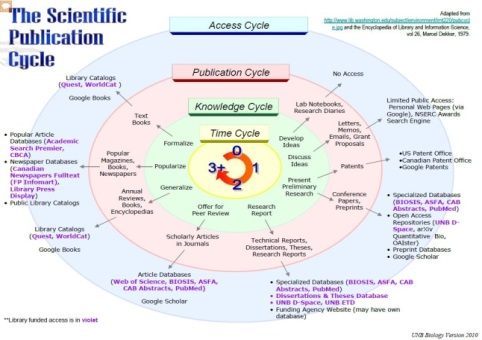 The Scientific
Publication
Cycle
Adapted from
and the Encyclopedia of Library and Information Science,
vol 26, Marcel Dekker, 1979.
Access Cycle
Publication Cycle
Knowledge Cycle
Time Cycle
0
1
2
3+
Library Catalogs
(Quest, WorldCat )
Google Books
Text
Books
Formalize
Popularize
Generalize
Offer for
Peer Review
Research
Report
Present
Preliminary
Research
Discuss
Ideas
Develop
Ideas
No Access
Lab Notebooks,
Research Diaries
Letters,
Memos,
Emails, Grant
Proposals
Limited Public Access:
Personal Web Pages (via
Google), NSERC Awards
Search Engine
Patents
•US Patent Office
•Canadian Patent Office
•Google Patents
Conference
Papers,
Preprints
• Specialized Databases
(BIOSIS, ASFA, CAB
Abstracts, PubMed)
• Open Access
Repositories (UNB D-
Space, arXiv
Quantitative Bio,
OAIster)
• Preprint Databases
• Google Scholar
Technical Reports,
Dissertations, Theses,
Research Reports
• Specialized Databases (BIOSIS, ASFA, CAB
Abstracts, PubMed)
• Dissertations & Theses Database
• UNB D-Space, UNB ETD
• Funding Agency Website (may have own
database)
Scholarly Articles
in Journals
Article Databases
(Web of Science, BIOSIS, ASFA,
CAB Abstracts, PubMed)
Google Scholar
Annual
Reviews,
Books,
Encyclopedias
Library Catalogs
(Quest, WorldCat)
Google Books
Popular
Magazines,
Books,
Newspapers
• Popular Article
Databases (Academic
Search Premier,
CBCA)
• Newspaper Databases
(Canadian
Newspapers Fulltext
(FP Infomart),
Library Press
Display)
• Public Library Catalogs
**Library funded access is in violet
UNB Biology Version 2010